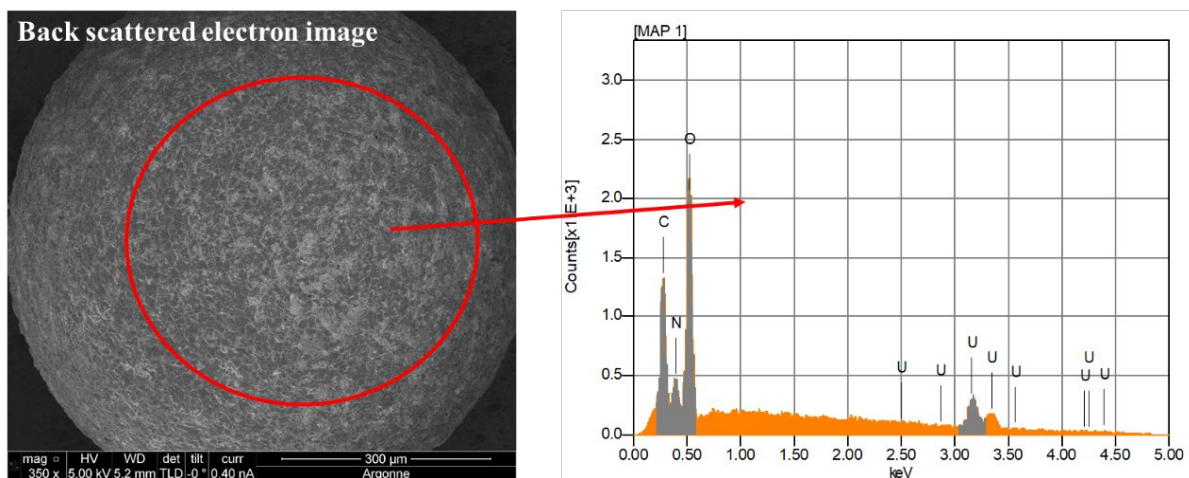 Back scattered electron image
mag HV WD det tilt curr 300 µm
350 x 5.00 kV 5.2 mm TLD -0 ° 0.40 nA Argonne
[MAP 1]
3.0
2.5
2.0
1.5
1.0
0.5
0.0
Counts[x1 E+3]
C
N
O
U
U
U
U
U
U
U
U
U
0.00 0.50 1.00 1.50 2.00 2.50 3.00 3.50 4.00 4.50 5.00
keV